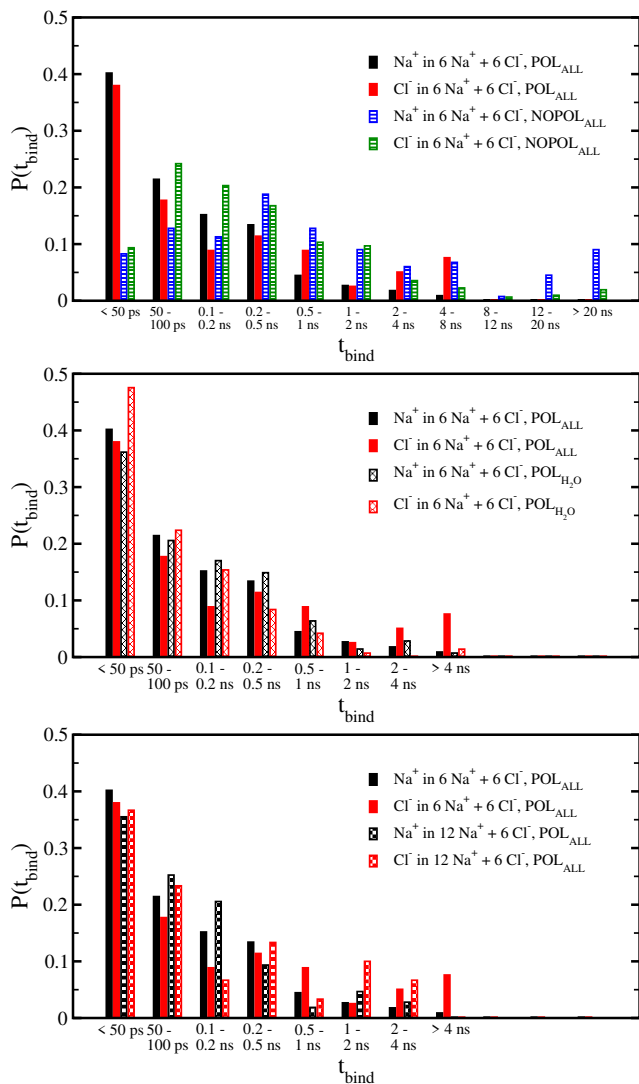 0.5
0.4
0.3
0.2
0.1
0
P(t_bind)
Na⁺ in 6 Na⁺ + 6 Cl⁻, POL_ALL
Cl⁻ in 6 Na⁺ + 6 Cl⁻, POL_ALL
Na⁺ in 6 Na⁺ + 6 Cl⁻, NOPOL_ALL
Cl⁻ in 6 Na⁺ + 6 Cl⁻, NOPOL_ALL
< 50 ps 50 - 0.1 - 0.2 - 0.5 - 1 - 2 - 4 - 8 - 12 - > 20 ns
100 ps 0.2 ns 0.5 ns 1 ns 2 ns 4 ns 8 ns 12 ns 20 ns
t_bind
0.5
0.4
0.3
0.2
0.1
0
P(t_bind)
Na⁺ in 6 Na⁺ + 6 Cl⁻, POL_ALL
Cl⁻ in 6 Na⁺ + 6 Cl⁻, POL_ALL
Na⁺ in 6 Na⁺ + 6 Cl⁻, POL_H₂O
Cl⁻ in 6 Na⁺ + 6 Cl⁻, POL_H₂O
< 50 ps 50 - 0.1 - 0.2 - 0.5 - 1 - 2 - > 4 ns
100 ps 0.2 ns 0.5 ns 1 ns 2 ns 4 ns
t_bind
0.5
0.4
0.3
0.2
0.1
0
P(t_bind)
Na⁺ in 6 Na⁺ + 6 Cl⁻, POL_ALL
Cl⁻ in 6 Na⁺ + 6 Cl⁻, POL_ALL
Na⁺ in 12 Na⁺ + 6 Cl⁻, POL_ALL
Cl⁻ in 12 Na⁺ + 6 Cl⁻, POL_ALL
< 50 ps 50 - 0.1 - 0.2 - 0.5 - 1 - 2 - > 4 ns
100 ps 0.2 ns 0.5 ns 1 ns 2 ns 4 ns
t_bind